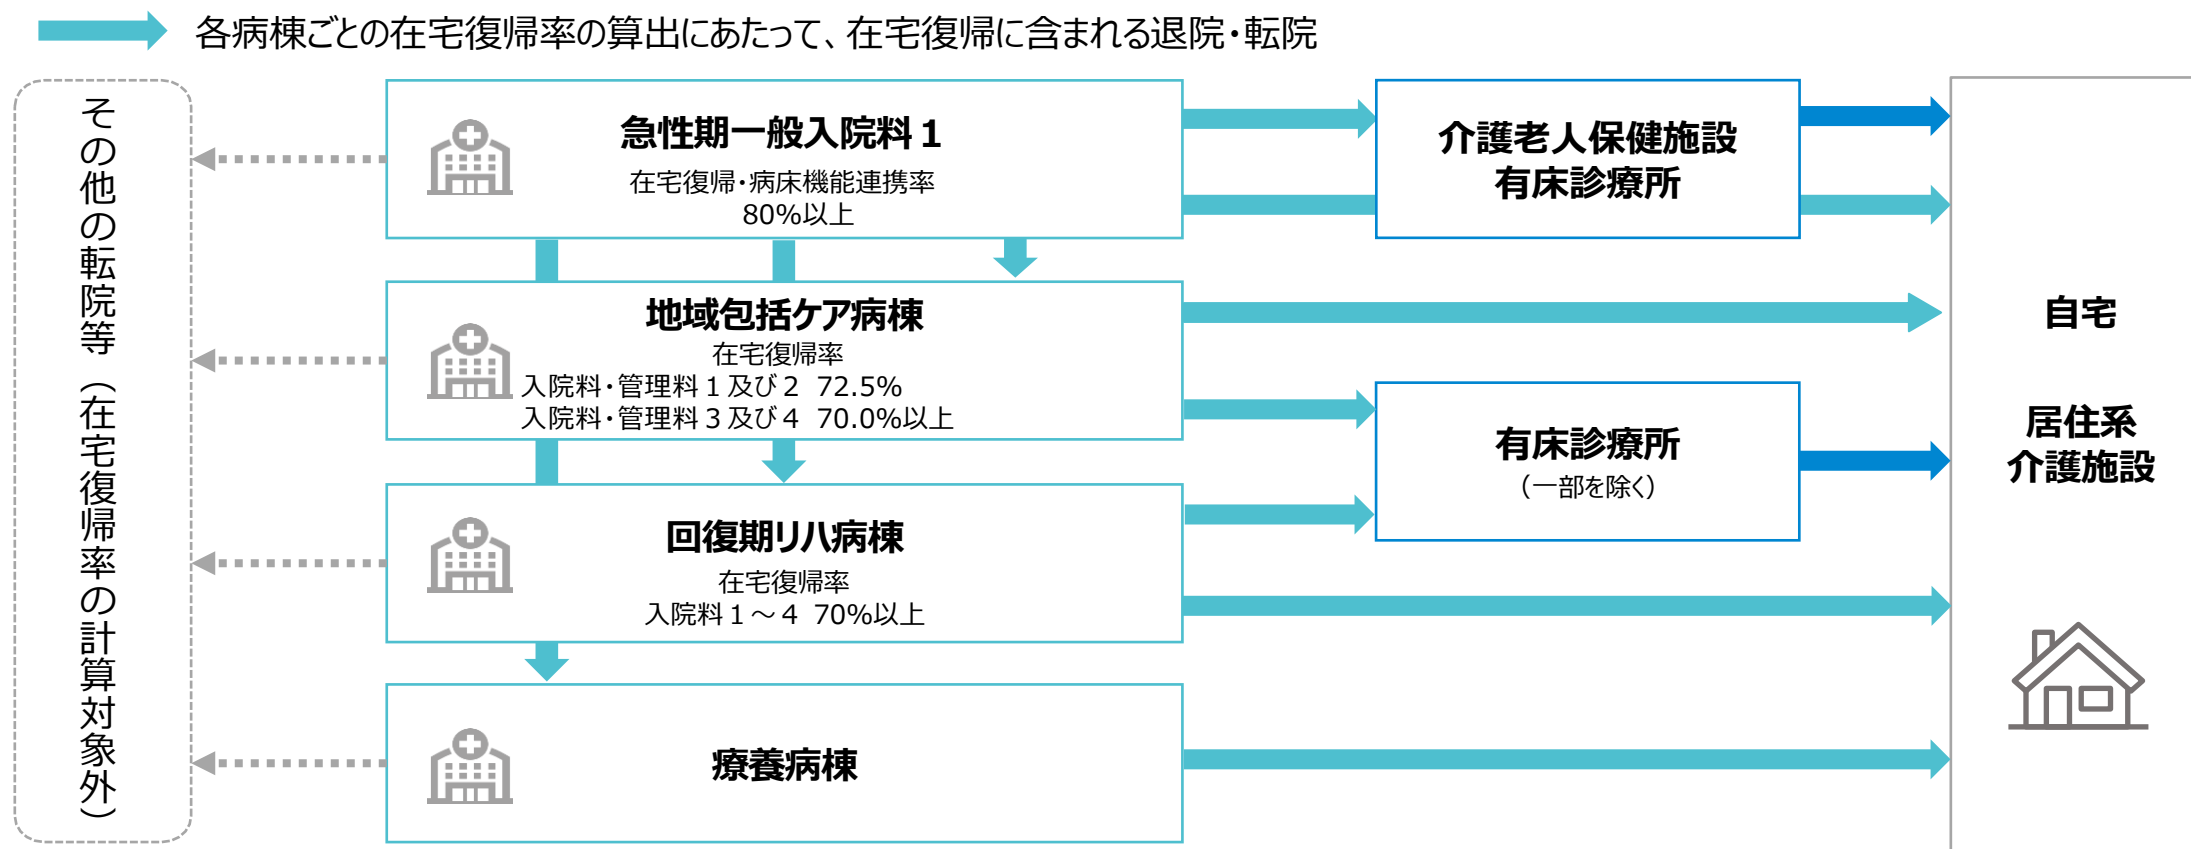 各病棟ごとの在宅復帰率の算出にあたって、在宅復帰に含まれる退院・転院
その他の転院等（在宅復帰率の計算対象外）
急性期一般入院料１
在宅復帰・病床機能連携率
80%以上
介護老人保健施設
有床診療所
地域包括ケア病棟
在宅復帰率
入院料・管理料１及び２ 72.5%
入院料・管理料３及び４ 70.0%以上
有床診療所
（一部を除く）
回復期リハ病棟
在宅復帰率
入院料１～４ 70%以上
療養病棟
自宅
居住系
介護施設